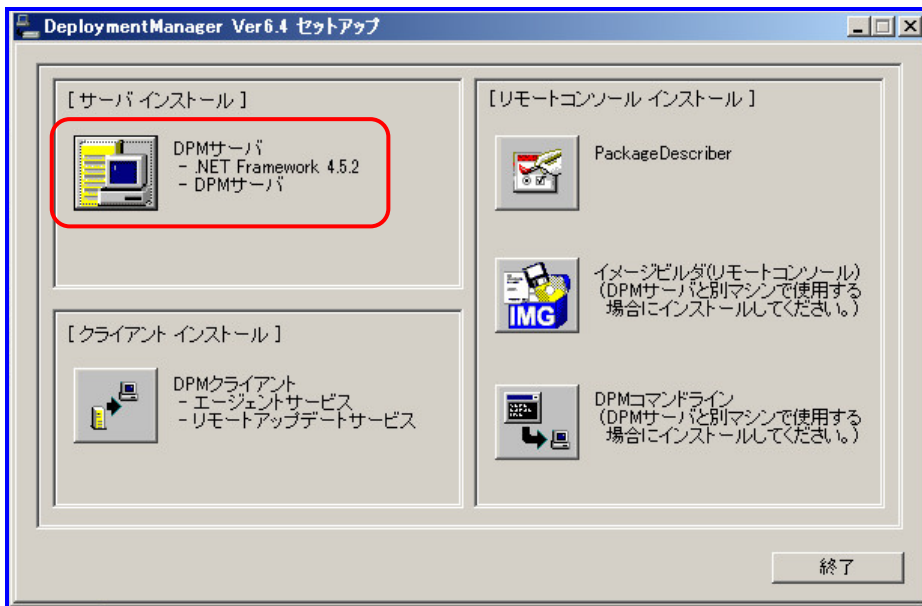 DeploymentManager Ver6.4 セットアップ
[ サーバ インストール ]
DPMサーバ
- .NET Framework 4.5.2
- DPMサーバ
[ クライアント インストール ]
DPMクライアント
- エージェントサービス
- リモートアップデートサービス
[ リモートコンソール インストール ]
PackageDescriber
IMG
イメージビルダ(リモートコンソール)
(DPMサーバと別マシンで使用する
場合にインストールしてください。)
DPMコマンドライン
(DPMサーバと別マシンで使用する
場合にインストールしてください。)
終了